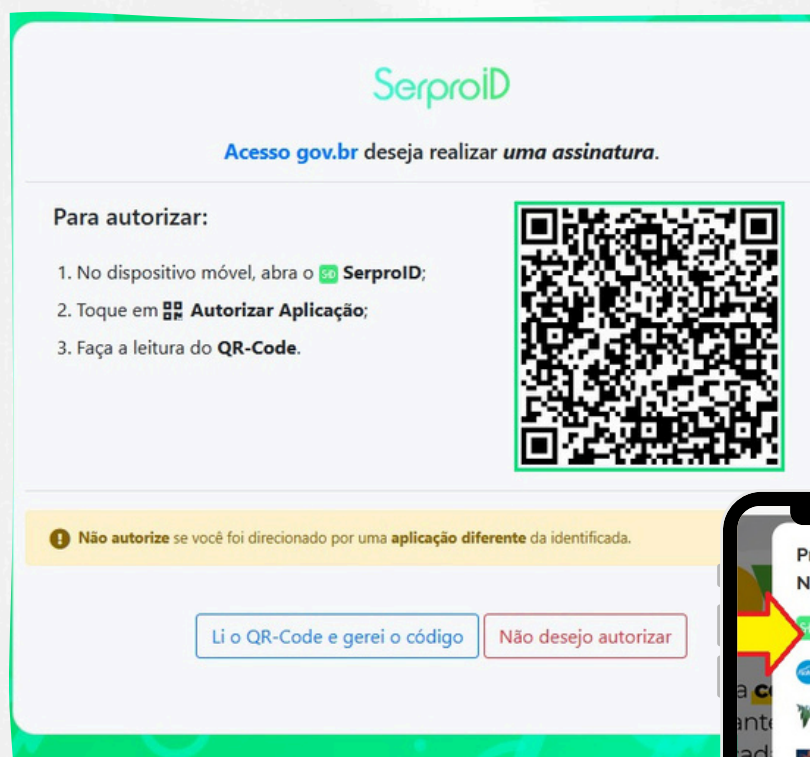 SerproID
Acesso gov.br deseja realizar uma assinatura.
Para autorizar:
1. No dispositivo móvel, abra o SerproID;
2. Toque em Autorizar Aplicação;
3. Faça a leitura do QR-Code.
Não autorize se você foi direcionado por uma aplicação diferente da identificada.
Li o QR-Code e gerei o código
Não desejo autorizar